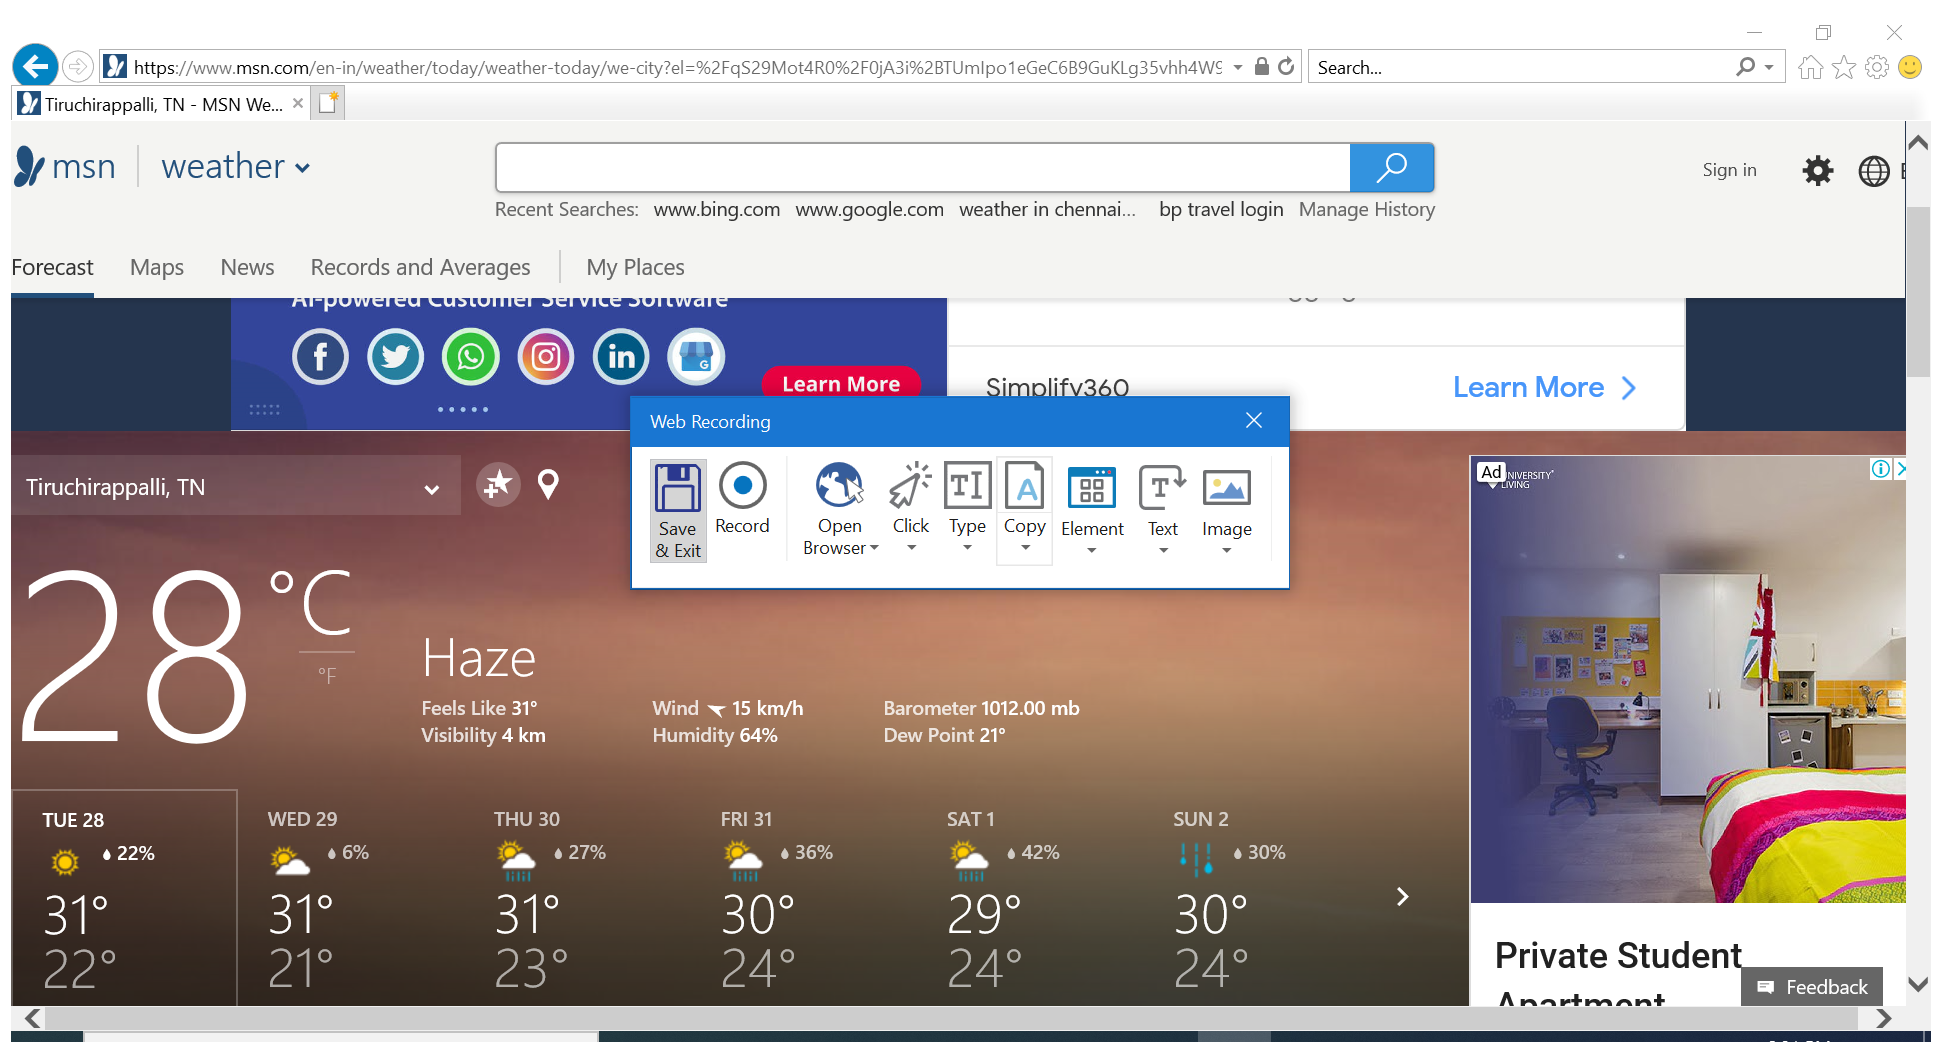 https://www.msn.com/en-in/weather/today/weather-today/we-city?el=%2FqS29Mot4R0%2F0jA3i%2BTUmIpo1eGeC6B9GuKLg35vhh4W9
Search...
Tiruchirappalli, TN - MSN We...
msn weather
Sign in
Recent Searches: www.bing.com www.google.com weather in chennai... bp travel login Manage History
Forecast Maps News Records and Averages My Places
AI-powered Customer Service Software
Learn More
Simplify360
Learn More
Web Recording
Save & Exit
Record
Open Browser
Click
Type
Copy
Element
Text
Image
Tiruchirappalli, TN
Ad
UNIVERSITY
LIVING
28 °C
°F
Haze
Feels Like 31° Wind 15 km/h Barometer 1012.00 mb
Visibility 4 km Humidity 64% Dew Point 21°
TUE 28 WED 29 THU 30 FRI 31 SAT 1 SUN 2
22% 6% 27% 36% 42% 30%
31° 31° 31° 30° 29° 30°
22° 21° 23° 24° 24° 24°
Private Student
Apartment
Feedback